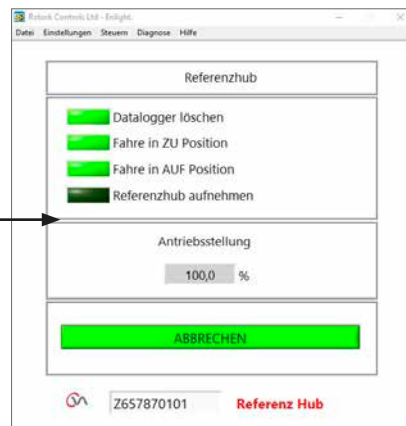 Rotork Controls Ltd - Enlight
Datei Einstellungen Steuern Diagnose Hilfe
Referenzhub
Datalogger löschen
Fahre in ZU Position
Fahre in AUF Position
Referenzhub aufnehmen
Antriebsstellung
100,0 %
ABBRECHEN
Z657870101 Referenz Hub